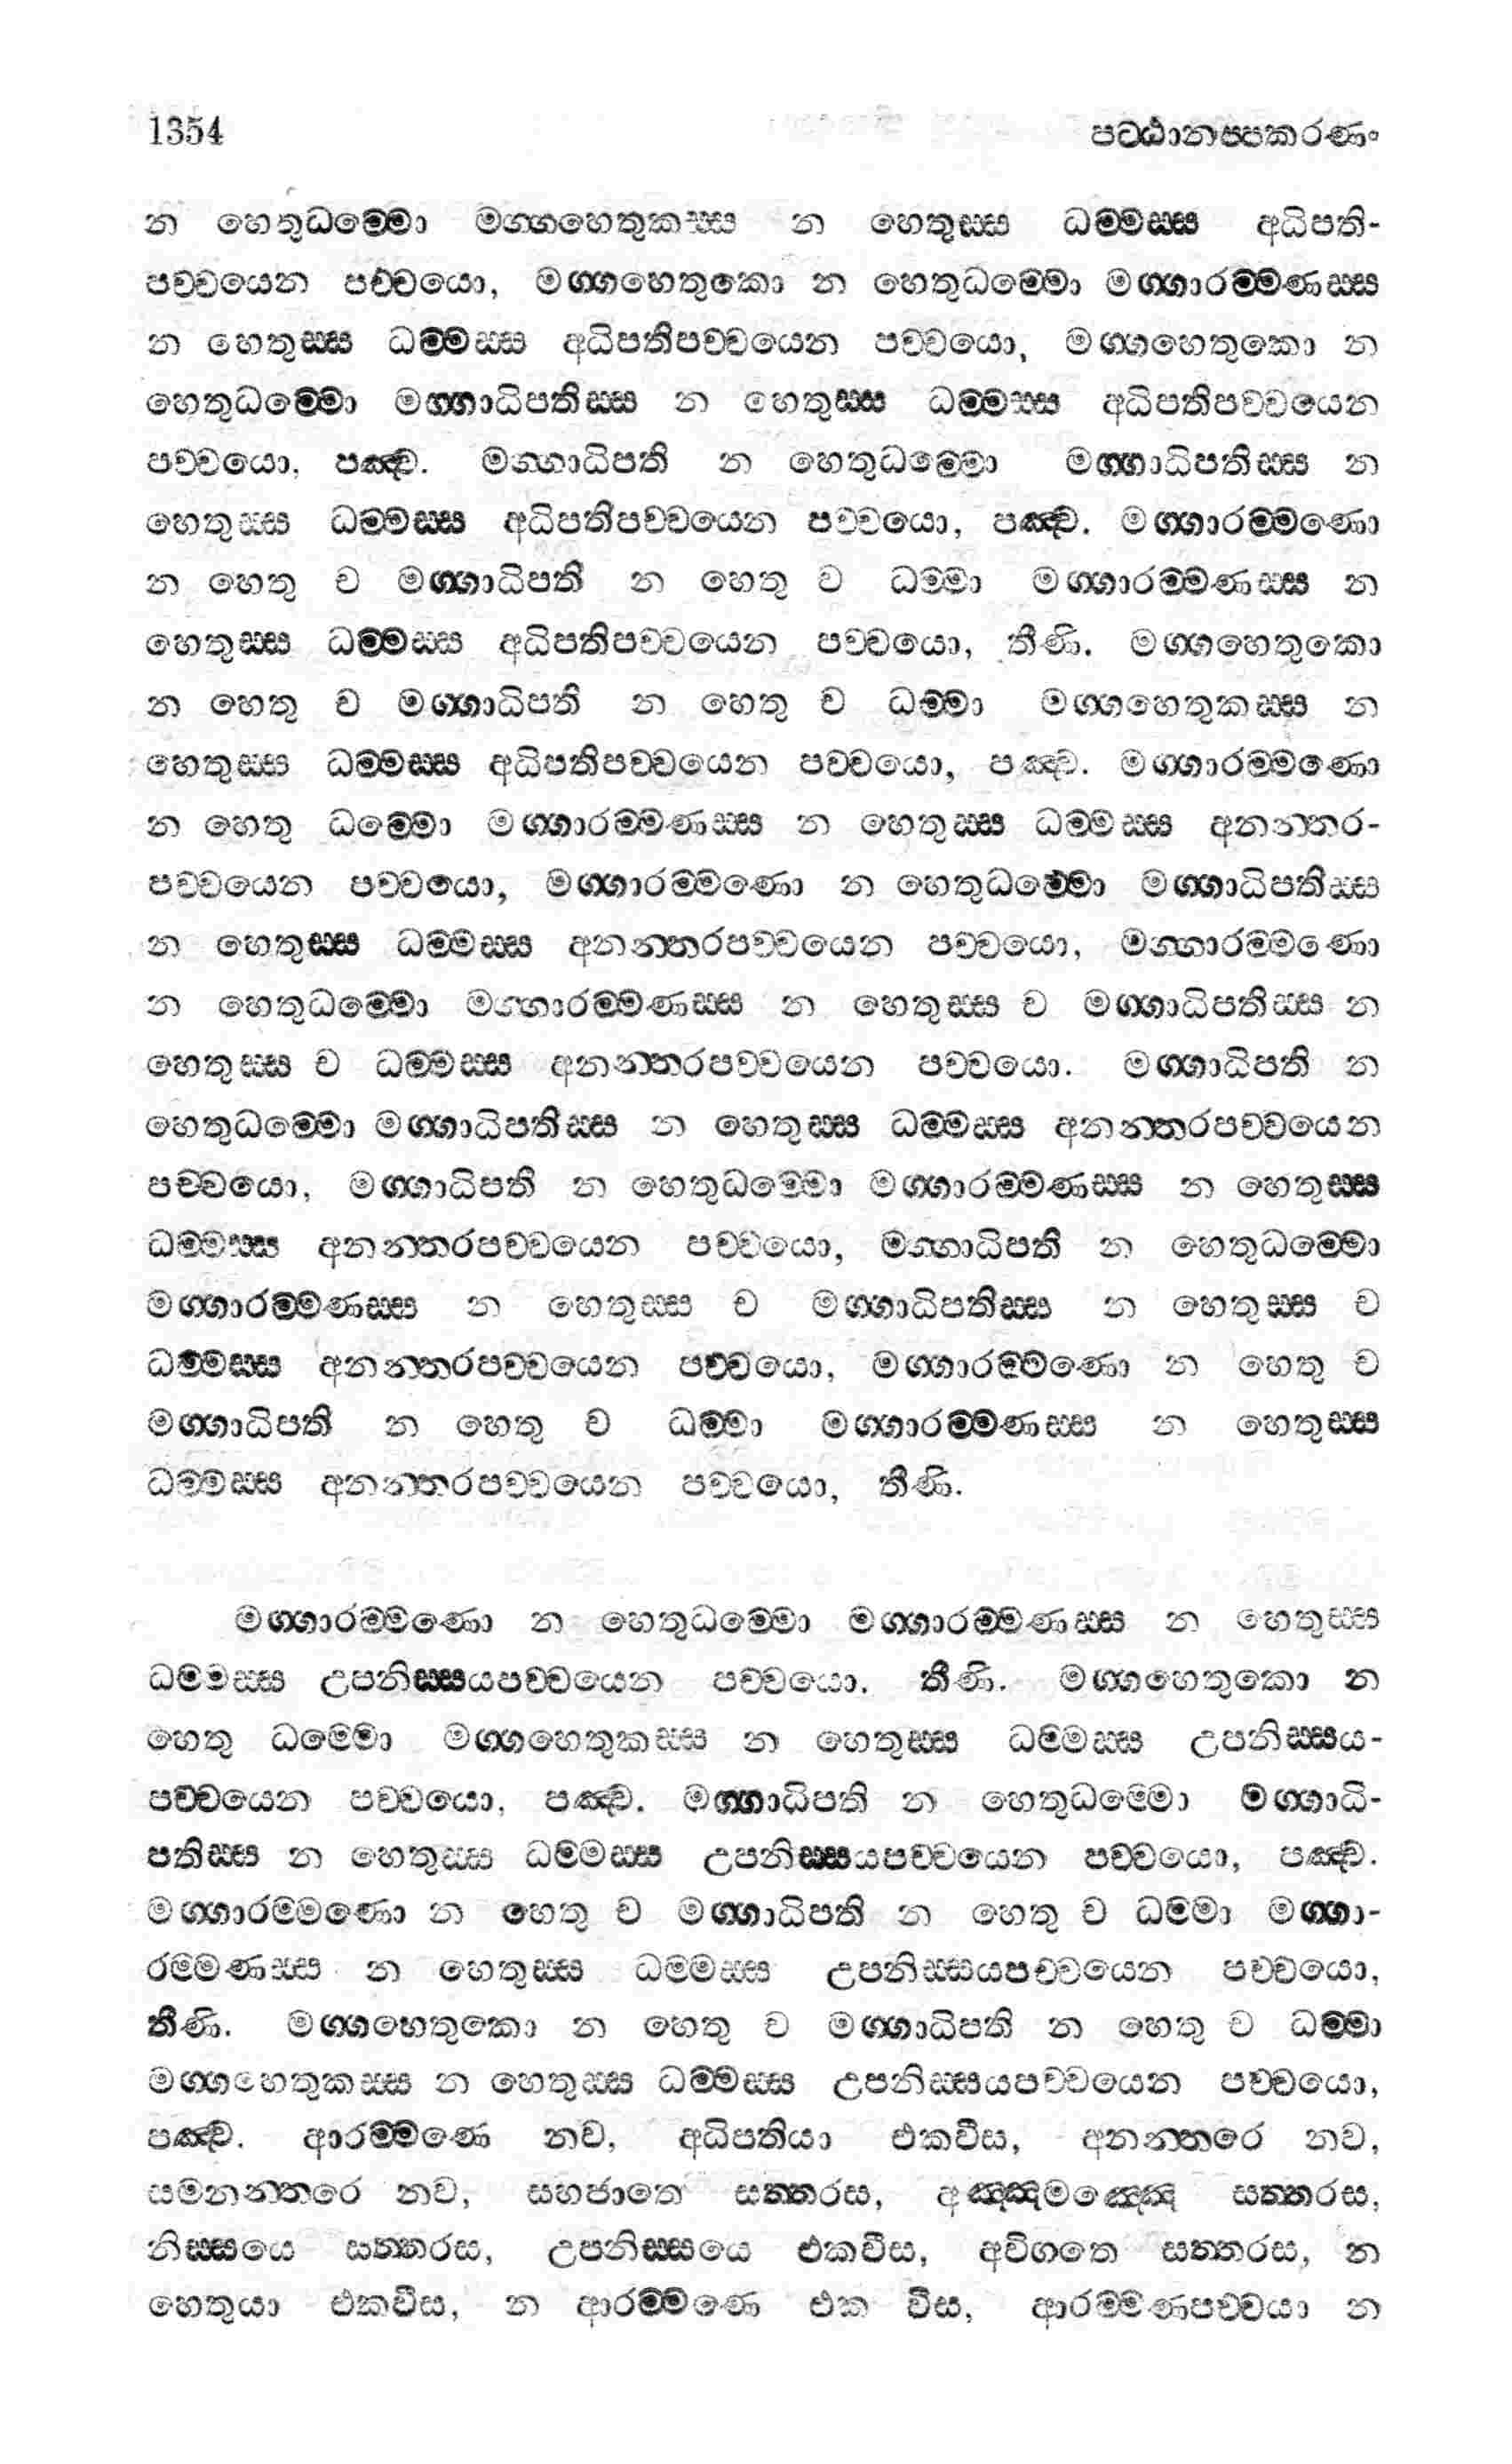 1354 පට්ඨානප්පකරණං
න හෙතුධම්මො මග්ගහෙතුකස්ස න හෙතුස්ස ධම්මස්ස අධිපති-
පච්චයෙන පච්චයො, මග්ගහෙතුකො න හෙතුධම්මො මග්ගාරම්මණස්ස
න හෙතුස්ස ධම්මස්ස අධිපතිපච්චයෙන පච්චයො, මග්ගහෙතුකො න
හෙතුධම්මො මග්ගාධිපතිස්ස න හෙතුස්ස ධම්මස්ස අධිපතිපච්චයෙන
පච්චයො, පඤ්ච. මග්ගාධිපති න හෙතුධම්මො මග්ගාධිපතිස්ස න
හෙතුස්ස ධම්මස්ස අධිපතිපච්චයෙන පච්චයො, පඤ්ච. මග්ගාරම්මණො
න හෙතු ච මග්ගාධිපති න හෙතු ච ධම්මා මග්ගාරම්මණස්ස න
හෙතුස්ස ධම්මස්ස අධිපතිපච්චයෙන පච්චයො, තීණි. මග්ගහෙතුකො
න හෙතු ච මග්ගාධිපති න හෙතු ච ධම්මා මග්ගහෙතුකස්ස න
හෙතුස්ස ධම්මස්ස අධිපතිපච්චයෙන පච්චයො, පඤ්ච. මග්ගාරම්මණො
න හෙතු ධම්මො මග්ගාරම්මණස්ස න හෙතුස්ස ධම්මස්ස අනන්තර-
පච්චයෙන පච්චයො, මග්ගාරම්මණො න හෙතුධම්මො මග්ගාධිපතිස්ස
න හෙතුස්ස ධම්මස්ස අනන්තරපච්චයෙන පච්චයො, මග්ගාරම්මණො
න හෙතුධම්මො මග්ගාරම්මණස්ස න හෙතුස්ස ච මග්ගාධිපතිස්ස න
හෙතුස්ස ච ධම්මස්ස අනන්තරපච්චයෙන පච්චයො. මග්ගාධිපති න
හෙතුධම්මො මග්ගාධිපතිස්ස න හෙතුස්ස ධම්මස්ස අනන්තරපච්චයෙන
පච්චයො, මග්ගාධිපති න හෙතුධම්මො මග්ගාරම්මණස්ස න හෙතුස්ස
ධම්මස්ස අනන්තරපච්චයෙන පච්චයො, මග්ගාධිපති න හෙතුධම්මො
මග්ගාරම්මණස්ස න හෙතුස්ස ච මග්ගාධිපතිස්ස න හෙතුස්ස ච
ධම්මස්ස අනන්තරපච්චයෙන පච්චයො, මග්ගාරම්මණො න හෙතු ච
මග්ගාධිපති න හෙතු ච ධම්මා මග්ගාරම්මණස්ස න හෙතුස්ස
ධම්මස්ස අනන්තරපච්චයෙන පච්චයො, තීණි.
මග්ගාරම්මණො න හෙතුධම්මො මග්ගාරම්මණස්ස න හෙතුස්ස
ධම්මස්ස උපනිස්සයපච්චයෙන පච්චයො. තීණි. මග්ගහෙතුකො න
හෙතු ධම්මො මග්ගහෙතුකස්ස න හෙතුස්ස ධම්මස්ස උපනිස්සය-
පච්චයෙන පච්චයො, පඤ්ච. මග්ගාධිපති න හෙතුධම්මො මග්ගාධි-
පතිස්ස න හෙතුස්ස ධම්මස්ස උපනිස්සයපච්චයෙන පච්චයො, පඤ්ච.
මග්ගාරම්මණො න හෙතු ච මග්ගාධිපති න හෙතු ච ධම්මා මග්ගා-
රම්මණස්ස න හෙතුස්ස ධම්මස්ස උපනිස්සයපච්චයෙන පච්චයො,
තීණි. මග්ගහෙතුකො න හෙතු ච මග්ගාධිපති න හෙතු ච ධම්මා
මග්ගහෙතුකස්ස න හෙතුස්ස ධම්මස්ස උපනිස්සයපච්චයෙන පච්චයො,
පඤ්ච. ආරම්මණෙ නව, අධිපතියා එකවීස, අනන්තරෙ නව,
සමනන්තරෙ නව, සහජාතෙ සත්තරස, අඤ්ඤමඤ්ඤෙ සත්තරස,
නිස්සයෙ සත්තරස, උපනිස්සයෙ එකවීස, අවිගතෙ සත්තරස, න
හෙතුයා එකවීස, න ආරම්මණෙ එක වීස, ආරම්මණපච්චයා න